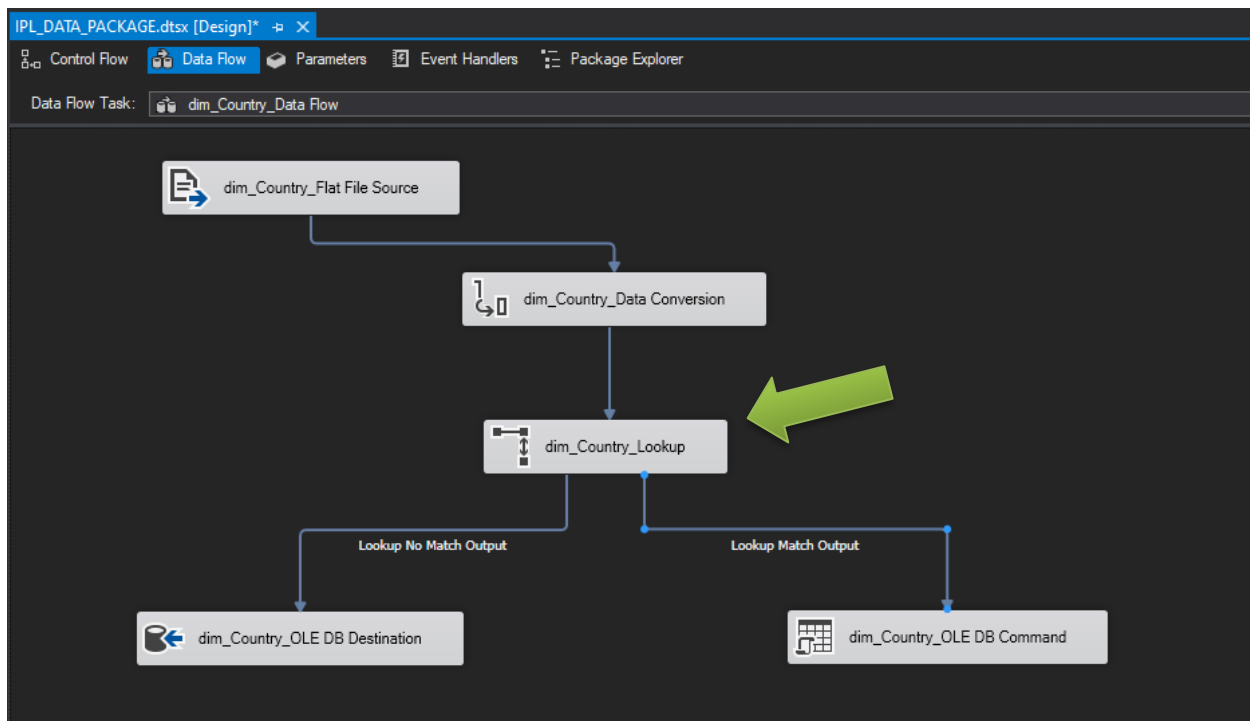 IPL_DATA_PACKAGE.dtsx [Design]*
Control Flow Data Flow Parameters Event Handlers Package Explorer
Data Flow Task: dim_Country_Data Flow
dim_Country_Flat File Source
dim_Country_Data Conversion
dim_Country_Lookup
Lookup No Match Output Lookup Match Output
dim_Country_OLE DB Destination dim_Country_OLE DB Command